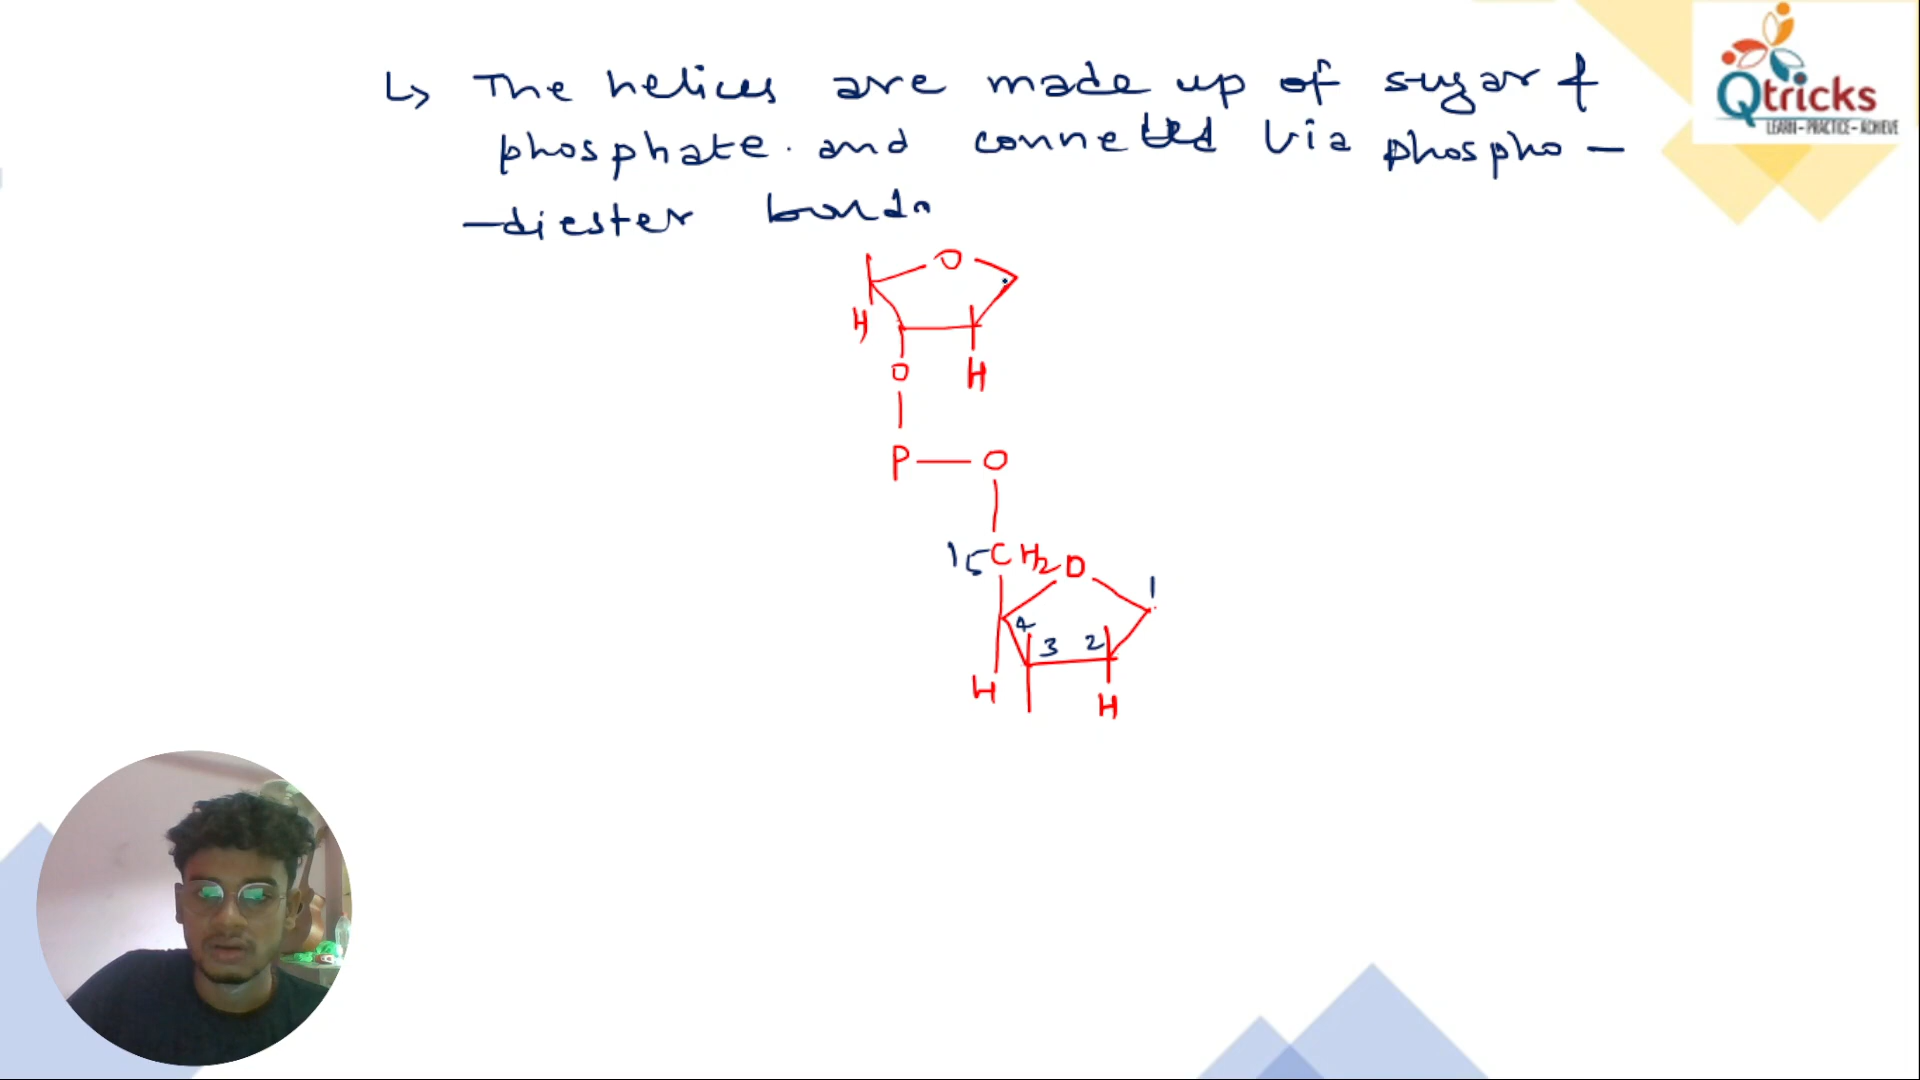 ↳ The helices are made up of sugar &
phosphate. and connected via phospho -
-diester bonds
Qtricks
LEARN - PRACTICE - ACHIEVE
O
H
O H
P — O
15 CH2 O 1
4 3 2
H H